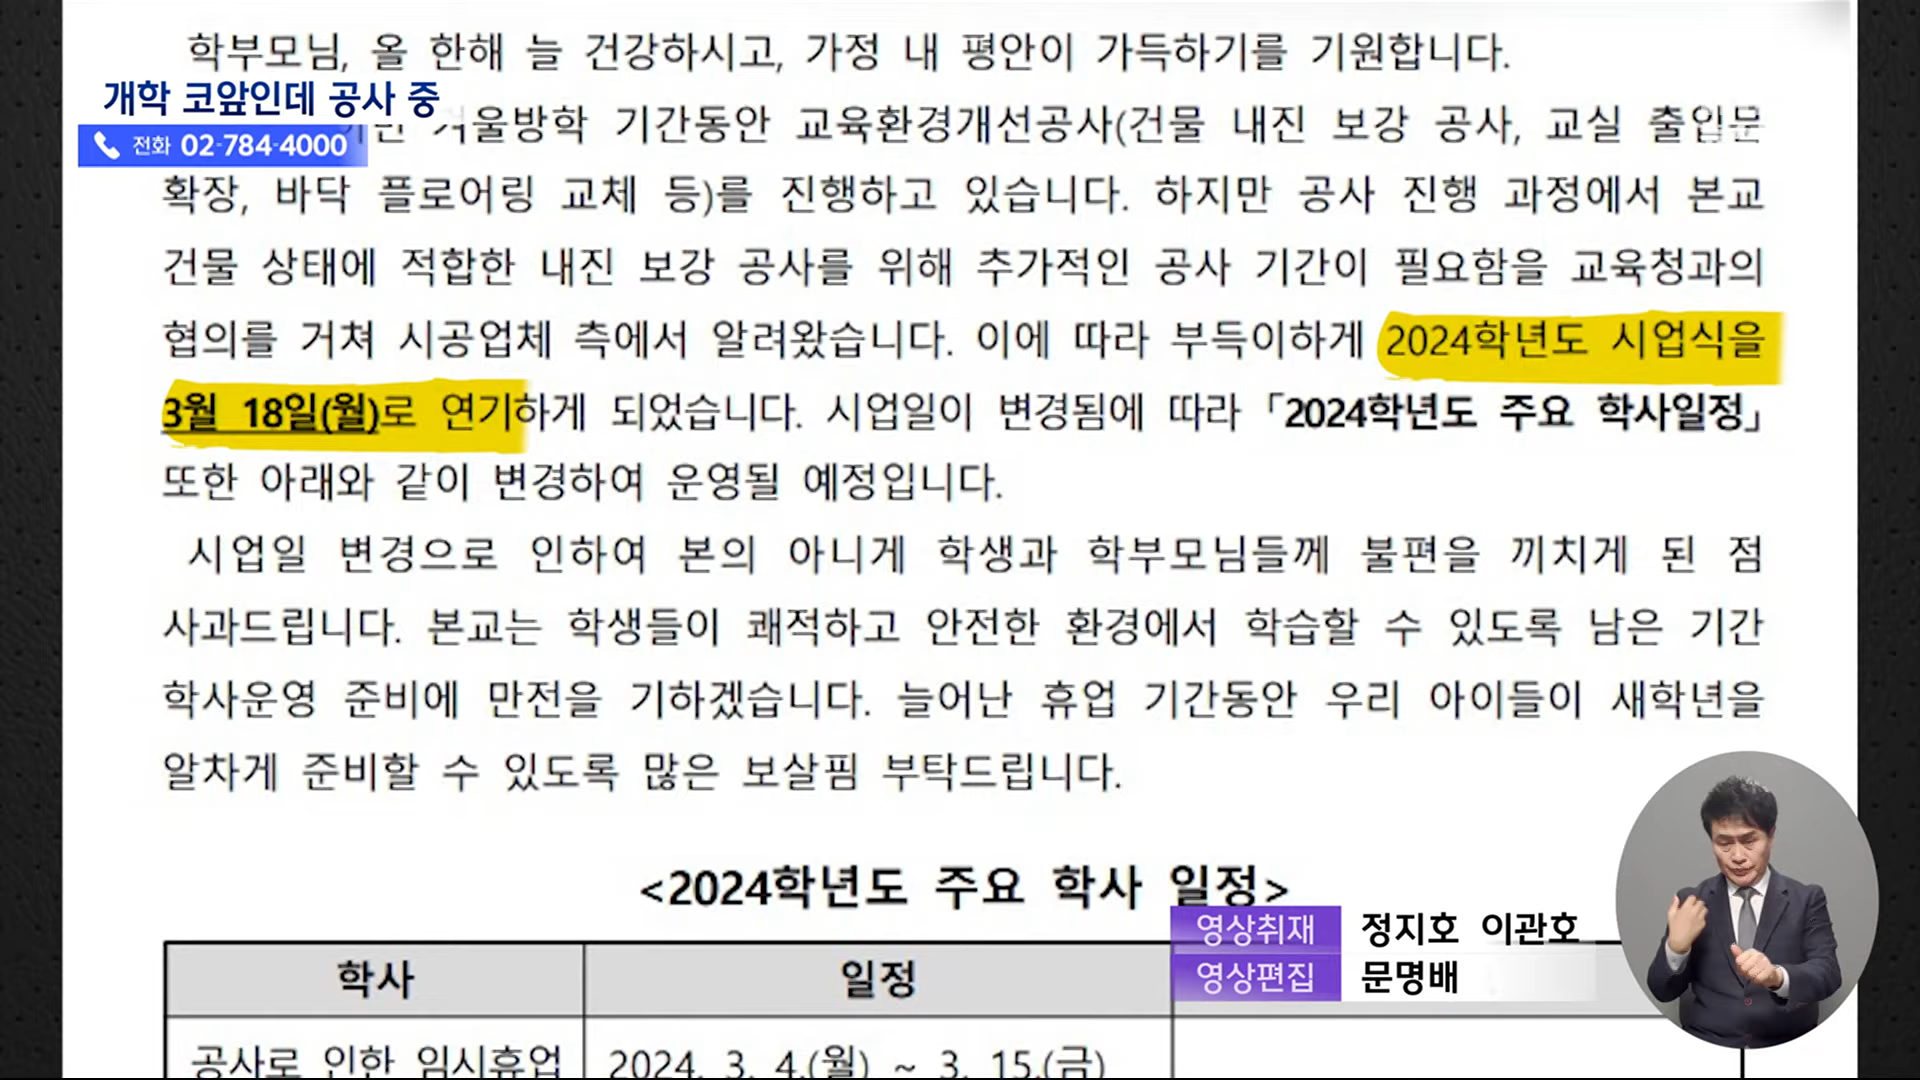 학부모님, 올 한해 늘 건강하시고, 가정 내 평안이 가득하기를 기원합니다.
개학 코앞인데 공사 중
전화 02-784-4000
겨울방학 기간동안 교육환경개선공사(건물 내진 보강 공사, 교실 출입문
확장, 바닥 플로어링 교체 등)를 진행하고 있습니다. 하지만 공사 진행 과정에서 본교
건물 상태에 적합한 내진 보강 공사를 위해 추가적인 공사 기간이 필요함을 교육청과의
협의를 거쳐 시공업체 측에서 알려왔습니다. 이에 따라 부득이하게 2024학년도 시업식을
3월 18일(월)로 연기하게 되었습니다. 시업일이 변경됨에 따라 「2024학년도 주요 학사일정」
또한 아래와 같이 변경하여 운영될 예정입니다.
시업일 변경으로 인하여 본의 아니게 학생과 학부모님들께 불편을 끼치게 된 점
사과드립니다. 본교는 학생들이 쾌적하고 안전한 환경에서 학습할 수 있도록 남은 기간
학사운영 준비에 만전을 기하겠습니다. 늘어난 휴업 기간동안 우리 아이들이 새학년을
알차게 준비할 수 있도록 많은 보살핌 부탁드립니다.
<2024학년도 주요 학사 일정>
영상취재 정지호 이관호
영상편집 문명배
학사 일정
공사로 인한 임시휴업 2024. 3. 4.(월) ~ 3. 15.(금)